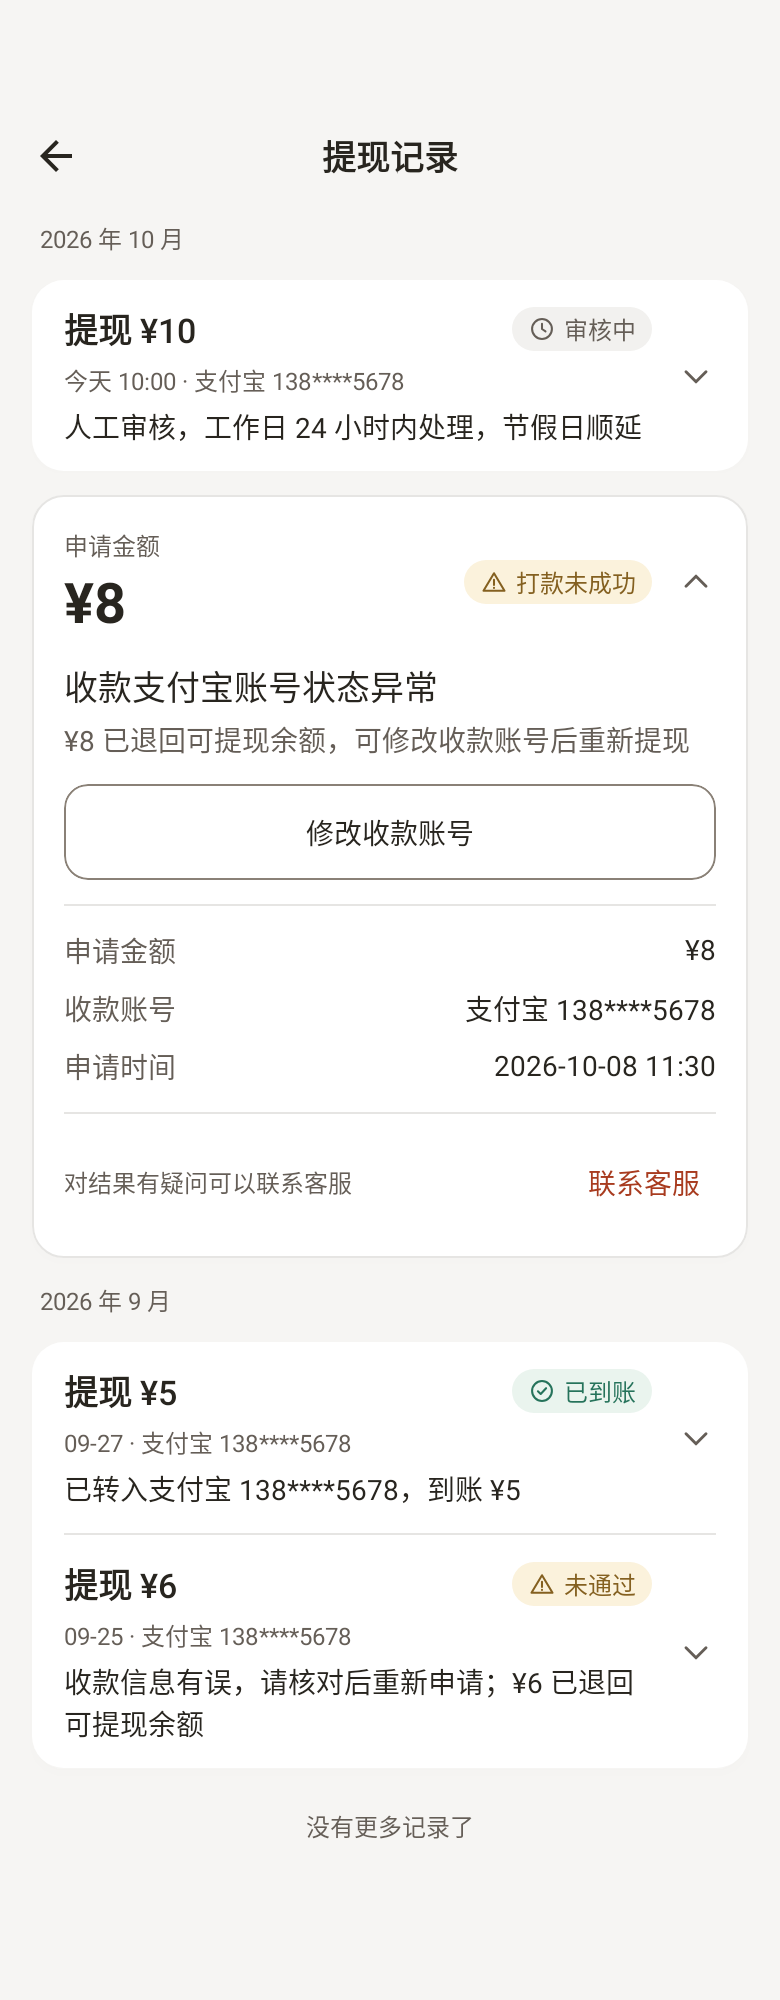 提现记录
2026 年 10 月
提现 ¥10
审核中
今天 10:00 · 支付宝 138****5678
人工审核，工作日 24 小时内处理，节假日顺延
申请金额
¥8
打款未成功
收款支付宝账号状态异常
¥8 已退回可提现余额，可修改收款账号后重新提现
修改收款账号
申请金额 ¥8
收款账号 支付宝 138****5678
申请时间 2026-10-08 11:30
对结果有疑问可以联系客服 联系客服
2026 年 9 月
提现 ¥5
已到账
09-27 · 支付宝 138****5678
已转入支付宝 138****5678，到账 ¥5
提现 ¥6
未通过
09-25 · 支付宝 138****5678
收款信息有误，请核对后重新申请；¥6 已退回
可提现余额
没有更多记录了